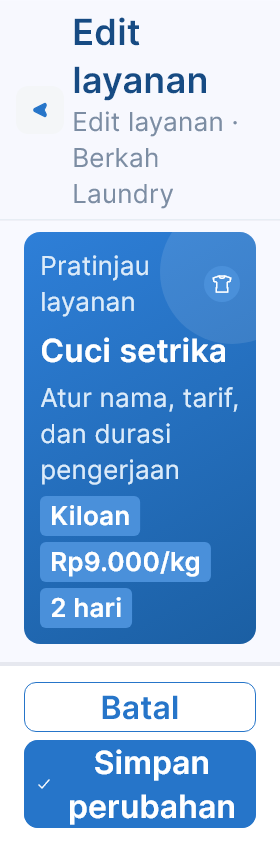 Edit
layanan
Edit layanan ·
Berkah
Laundry
Pratinjau
layanan
Cuci setrika
Atur nama, tarif,
dan durasi
pengerjaan
Kiloan
Rp9.000/kg
2 hari
Batal
Simpan
perubahan